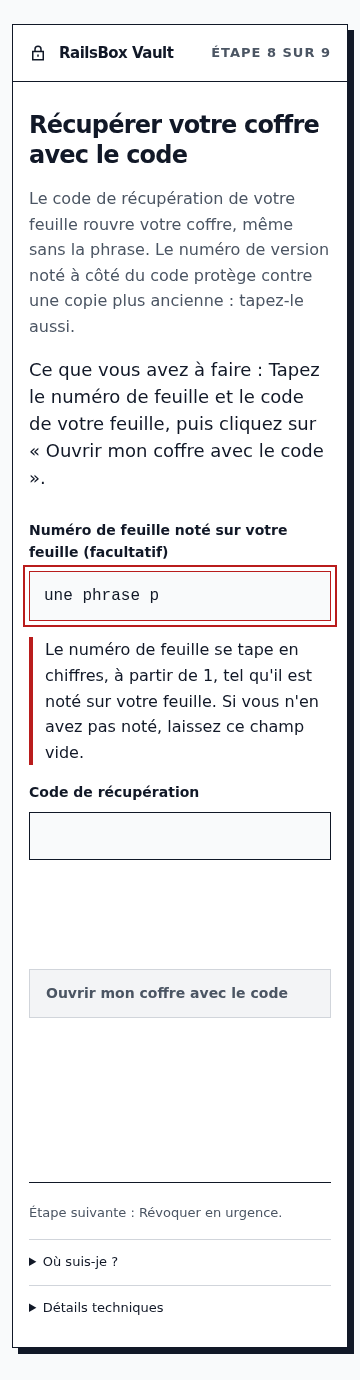 RailsBox Vault
ÉTAPE 8 SUR 9
Récupérer votre coffre
avec le code
Le code de récupération de votre
feuille rouvre votre coffre, même
sans la phrase. Le numéro de version
noté à côté du code protège contre
une copie plus ancienne : tapez-le
aussi.
Ce que vous avez à faire : Tapez
le numéro de feuille et le code
de votre feuille, puis cliquez sur
« Ouvrir mon coffre avec le code
».
Numéro de feuille noté sur votre
feuille (facultatif)
une phrase p
Le numéro de feuille se tape en
chiffres, à partir de 1, tel qu'il est
noté sur votre feuille. Si vous n'en
avez pas noté, laissez ce champ
vide.
Code de récupération
Ouvrir mon coffre avec le code
Étape suivante : Révoquer en urgence.
Où suis-je ?
Détails techniques